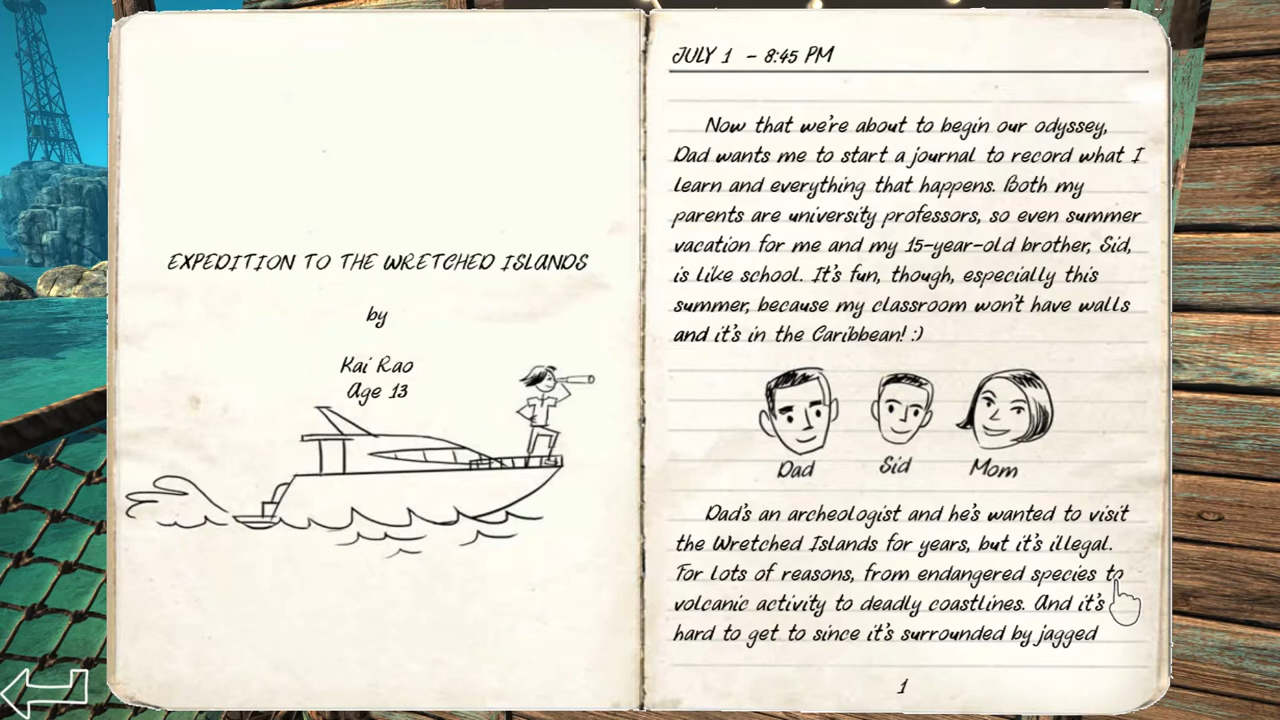 EXPEDITION TO THE WRETCHED ISLANDS
by
Kai Rao
Age 13
JULY 1 - 8:45 PM
Now that we're about to begin our odyssey,
Dad wants me to start a journal to record what I
learn and everything that happens. Both my
parents are university professors, so even summer
vacation for me and my 15-year-old brother, Sid,
is like school. It's fun, though, especially this
summer, because my classroom won't have walls
and it's in the Caribbean! :)
Dad Sid Mom
Dad's an archeologist and he's wanted to visit
the Wretched Islands for years, but it's illegal.
For lots of reasons, from endangered species to
volcanic activity to deadly coastlines. And it's
hard to get to since it's surrounded by jagged
1